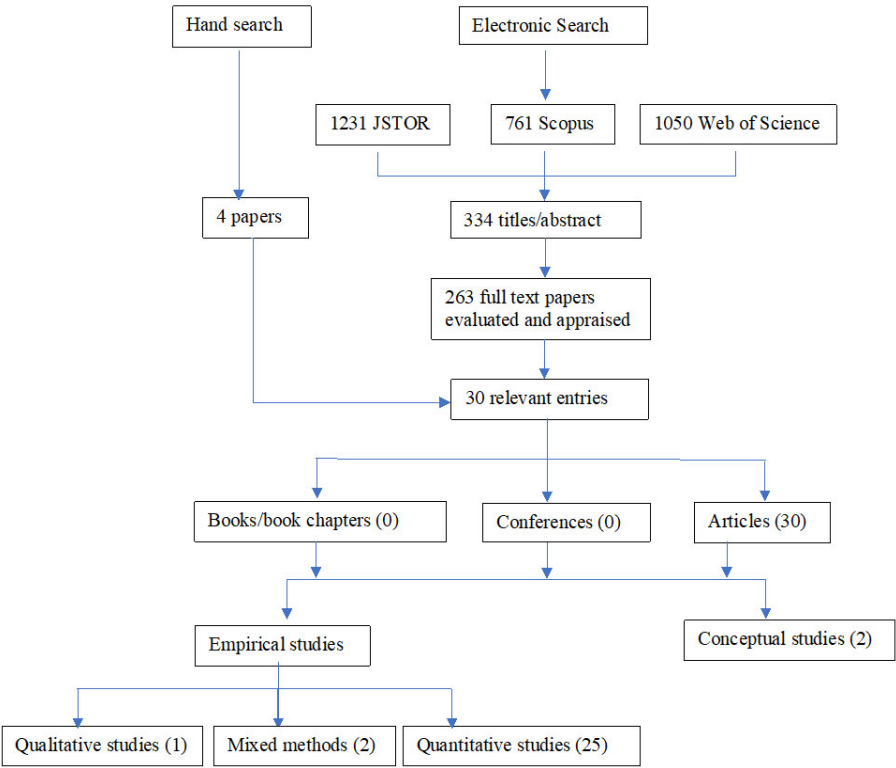 Hand search
Electronic Search
1231 JSTOR
761 Scopus
1050 Web of Science
4 papers
334 titles/abstract
263 full text papers
evaluated and appraised
30 relevant entries
Books/book chapters (0)
Conferences (0)
Articles (30)
Empirical studies
Conceptual studies (2)
Qualitative studies (1)
Mixed methods (2)
Quantitative studies (25)